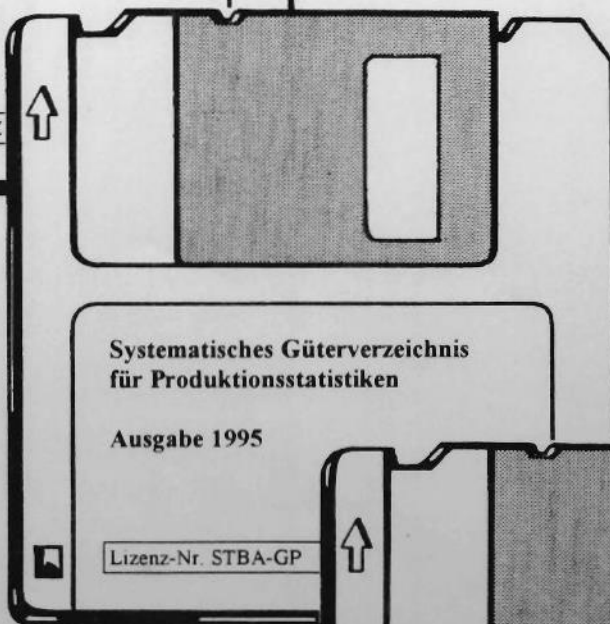 Systematisches Güterverzeichnis
für Produktionsstatistiken
Ausgabe 1995
Lizenz-Nr. STBA-GP